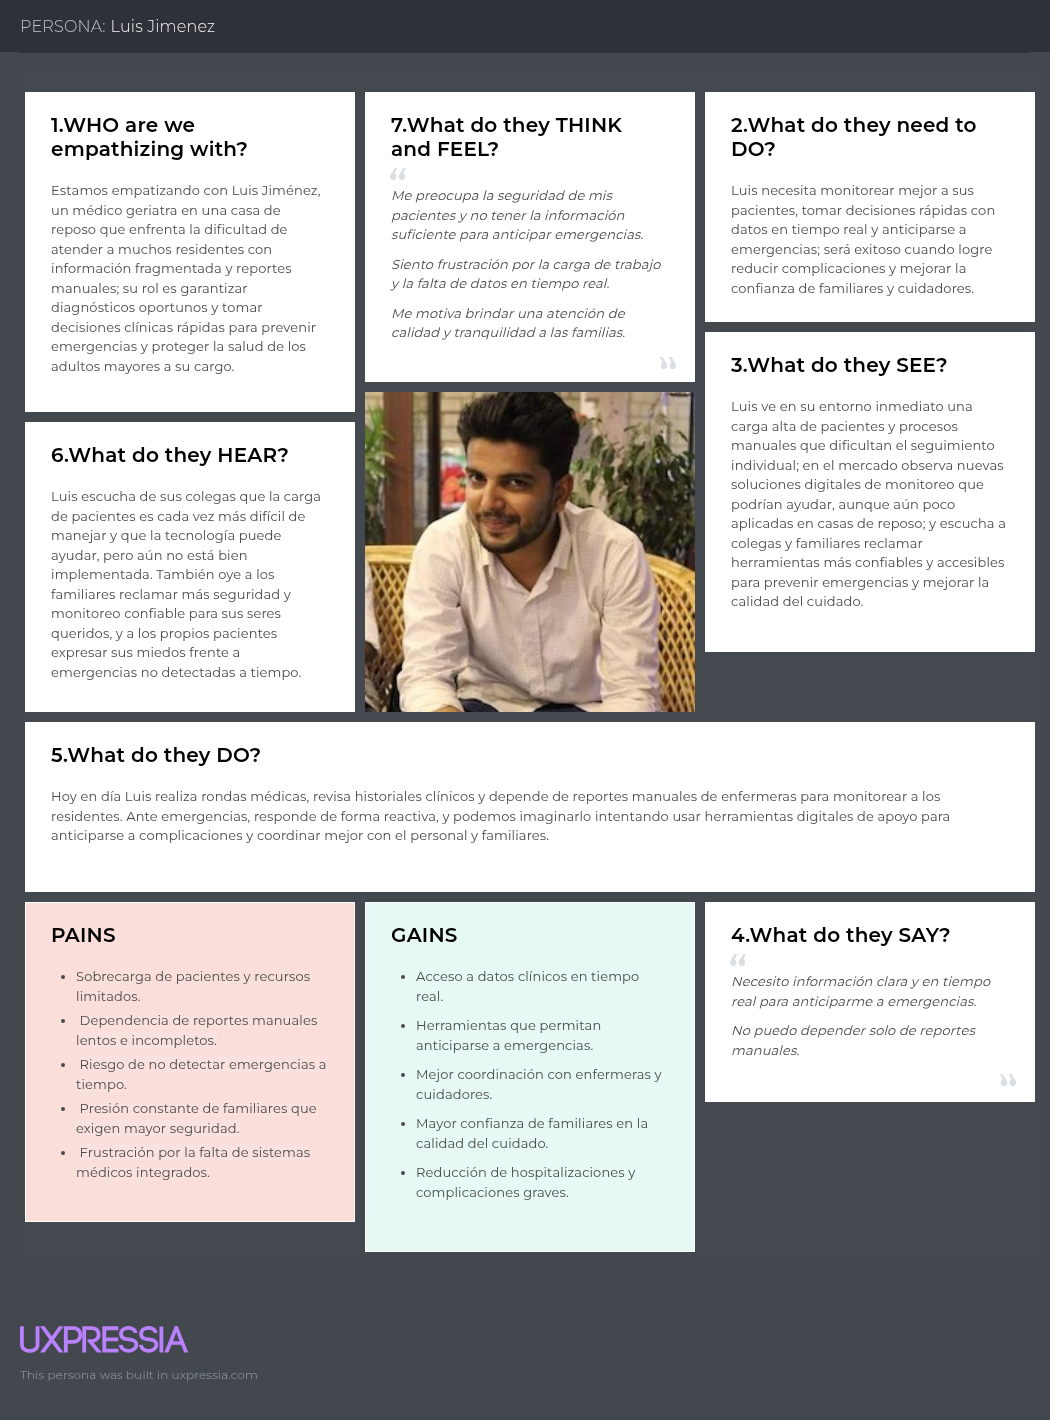 PERSONA: Luis Jimenez
1.WHO are we
empathizing with?
Estamos empatizando con Luis Jiménez,
un médico geriatra en una casa de
reposo que enfrenta la dificultad de
atender a muchos residentes con
información fragmentada y reportes
manuales; su rol es garantizar
diagnósticos oportunos y tomar
decisiones clínicas rápidas para prevenir
emergencias y proteger la salud de los
adultos mayores a su cargo.
7.What do they THINK
and FEEL?
“
Me preocupa la seguridad de mis
pacientes y no tener la información
suficiente para anticipar emergencias.
Siento frustración por la carga de trabajo
y la falta de datos en tiempo real.
Me motiva brindar una atención de
calidad y tranquilidad a las familias.
”
2.What do they need to
DO?
Luis necesita monitorear mejor a sus
pacientes, tomar decisiones rápidas con
datos en tiempo real y anticiparse a
emergencias; será exitoso cuando logre
reducir complicaciones y mejorar la
confianza de familiares y cuidadores.
3.What do they SEE?
Luis ve en su entorno inmediato una
carga alta de pacientes y procesos
manuales que dificultan el seguimiento
individual; en el mercado observa nuevas
soluciones digitales de monitoreo que
podrían ayudar, aunque aún poco
aplicadas en casas de reposo; y escucha a
colegas y familiares reclamar
herramientas más confiables y accesibles
para prevenir emergencias y mejorar la
calidad del cuidado.
6.What do they HEAR?
Luis escucha de sus colegas que la carga
de pacientes es cada vez más difícil de
manejar y que la tecnología puede
ayudar, pero aún no está bien
implementada. También oye a los
familiares reclamar más seguridad y
monitoreo confiable para sus seres
queridos, y a los propios pacientes
expresar sus miedos frente a
emergencias no detectadas a tiempo.
5.What do they DO?
Hoy en día Luis realiza rondas médicas, revisa historiales clínicos y depende de reportes manuales de enfermeras para monitorear a los
residentes. Ante emergencias, responde de forma reactiva, y podemos imaginarlo intentando usar herramientas digitales de apoyo para
anticiparse a complicaciones y coordinar mejor con el personal y familiares.
PAINS
• Sobrecarga de pacientes y recursos
limitados.
• Dependencia de reportes manuales
lentos e incompletos.
• Riesgo de no detectar emergencias a
tiempo.
• Presión constante de familiares que
exigen mayor seguridad.
• Frustración por la falta de sistemas
médicos integrados.
GAINS
• Acceso a datos clínicos en tiempo
real.
• Herramientas que permitan
anticiparse a emergencias.
• Mejor coordinación con enfermeras y
cuidadores.
• Mayor confianza de familiares en la
calidad del cuidado.
• Reducción de hospitalizaciones y
complicaciones graves.
4.What do they SAY?
“
Necesito información clara y en tiempo
real para anticiparme a emergencias.
No puedo depender solo de reportes
manuales.
”
UXPRESSIA
This persona was built in uxpressia.com